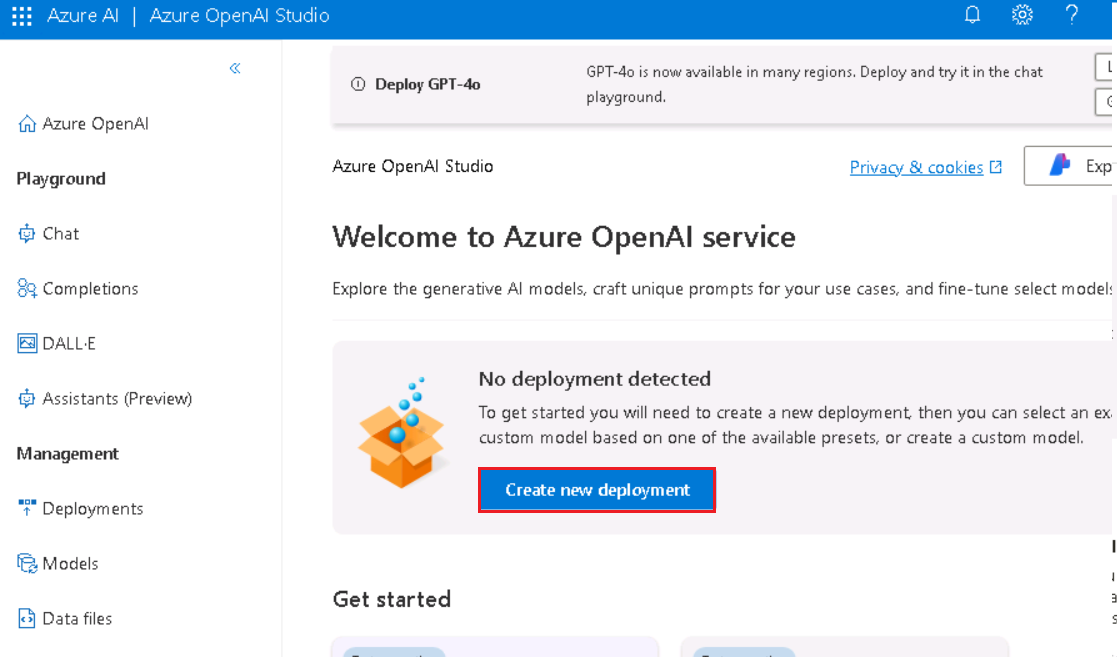 Azure AI | Azure OpenAI Studio
Deploy GPT-4o
GPT-4o is now available in many regions. Deploy and try it in the chat
playground.
Azure OpenAI
Playground
Chat
Completions
DALL·E
Assistants (Preview)
Management
Deployments
Models
Data files
Azure OpenAI Studio
Privacy & cookies
Exp
Welcome to Azure OpenAI service
Explore the generative AI models, craft unique prompts for your use cases, and fine-tune select models
No deployment detected
To get started you will need to create a new deployment, then you can select an ex
custom model based on one of the available presets, or create a custom model.
Create new deployment
Get started